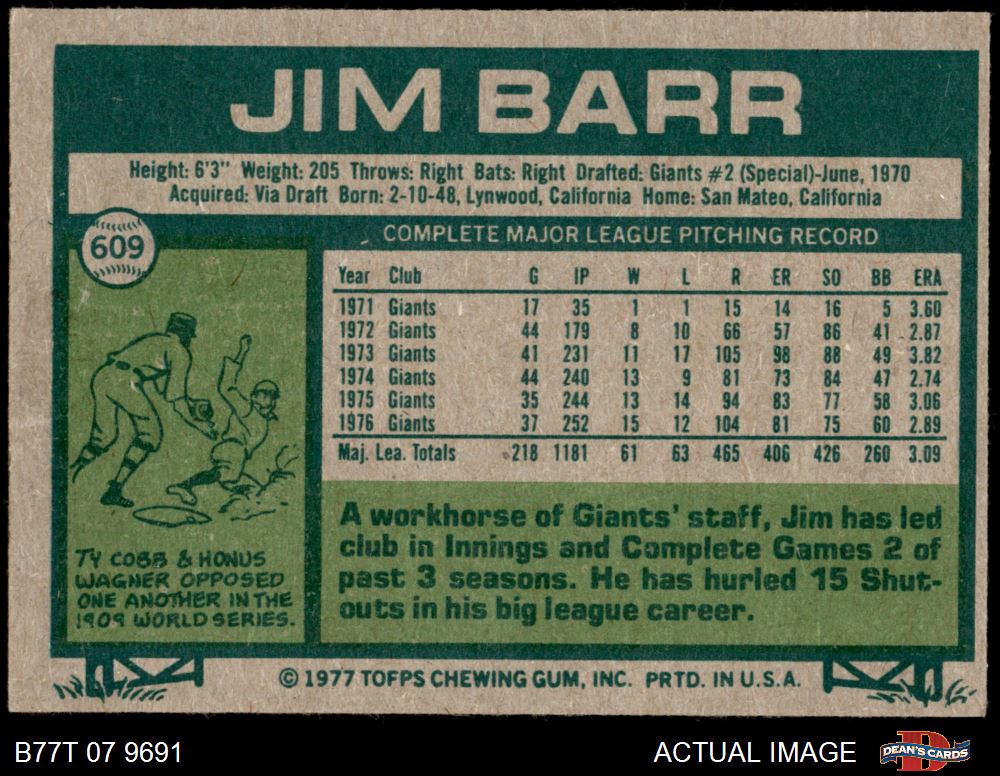 JIM BARR
Height: 6'3" Weight: 205 Throws: Right Bats: Right Drafted: Giants #2 (Special)-June, 1970
Acquired: Via Draft Born: 2-10-48, Lynwood, California Home: San Mateo, California
609
COMPLETE MAJOR LEAGUE PITCHING RECORD
Year Club G IP W L R ER SO BB ERA
1971 Giants 17 35 1 1 15 14 16 5 3.60
1972 Giants 44 179 8 10 66 57 86 41 2.87
1973 Giants 41 231 11 17 105 98 88 49 3.82
1974 Giants 44 240 13 9 81 73 84 47 2.74
1975 Giants 35 244 13 14 94 83 77 58 3.06
1976 Giants 37 252 15 12 104 81 75 60 2.89
Maj. Lea. Totals 218 1181 61 63 465 406 426 260 3.09
TY COBB & HONUS
WAGNER OPPOSED
ONE ANOTHER IN THE
1909 WORLD SERIES.
A workhorse of Giants' staff, Jim has led
club in Innings and Complete Games 2 of
past 3 seasons. He has hurled 15 Shut-
outs in his big league career.
© 1977 TOPPS CHEWING GUM, INC. PRTD. IN U.S.A.
B77T 07 9691
ACTUAL IMAGE
DEAN'S CARDS